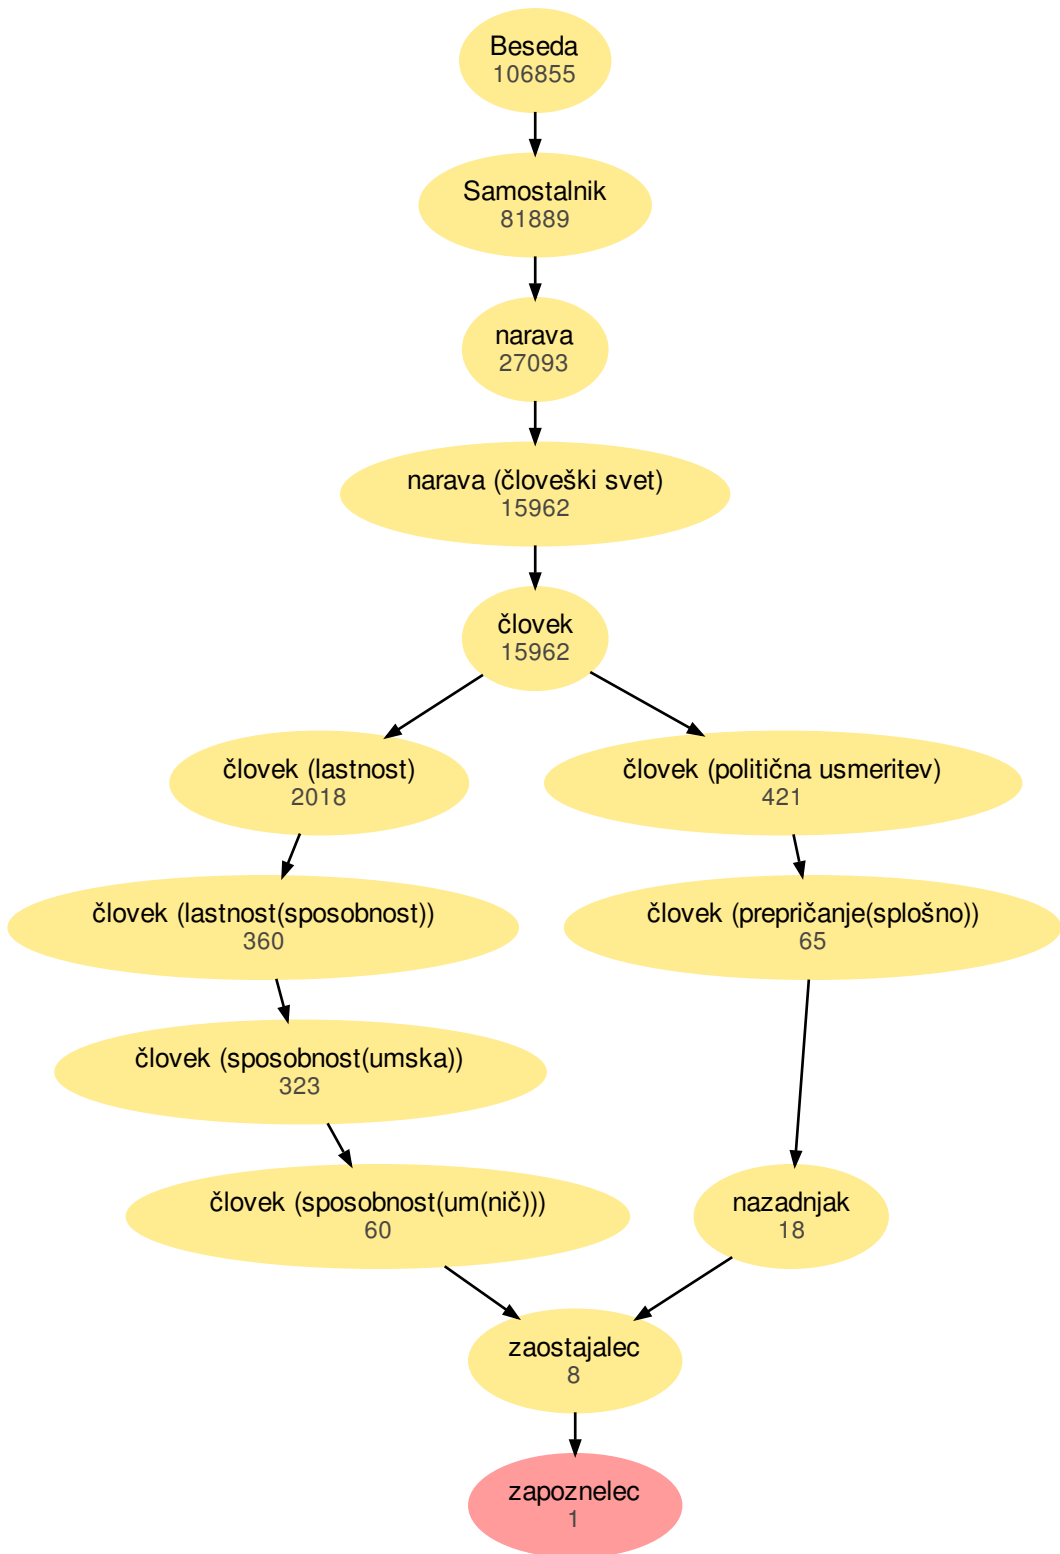 Beseda
106855
Samostalnik
81889
narava
27093
narava (človeški svet)
15962
človek
15962
človek (lastnost)
2018
človek (politična usmeritev)
421
človek (lastnost(sposobnost))
360
človek (prepričanje(splošno))
65
človek (sposobnost(umska))
323
človek (sposobnost(um(nič)))
60
nazadnjak
18
zaostajalec
8
zapoznelec
1